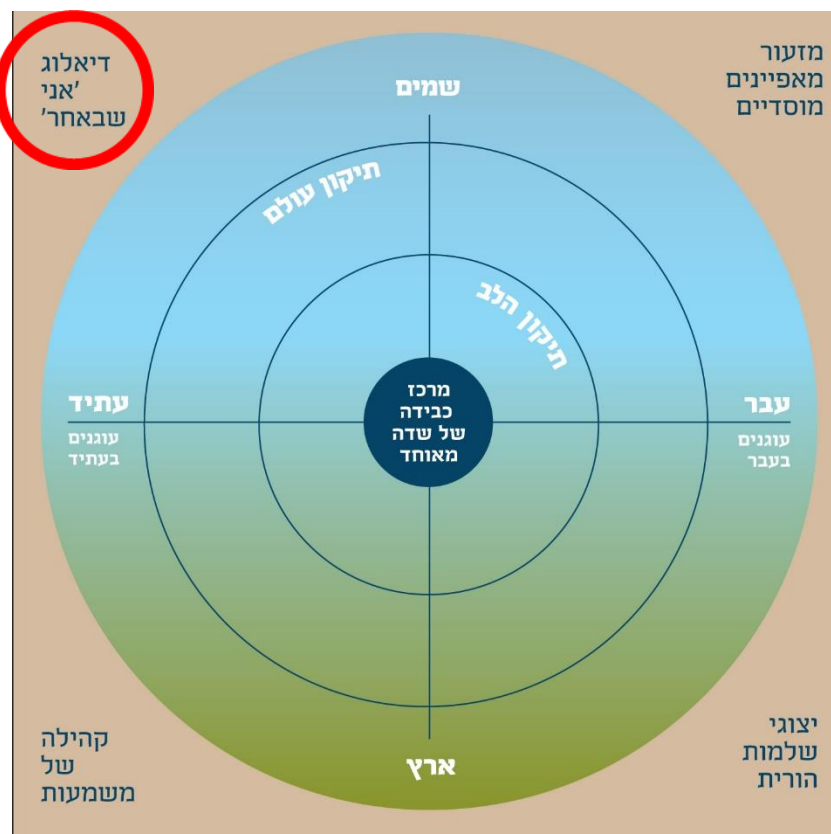 מזעור
מאפיינים
מוסדיים
דיאלוג
'אני
שבאחר'
שמים
תיקון עולם
תיקון הלב
עבר
עוגנים
בעבר
מרכז
כבידה
של שדה
מאוחד
עתיד
עוגנים
בעתיד
ארץ
יצוגי
שלמות
הורית
קהילה
של
משמעות